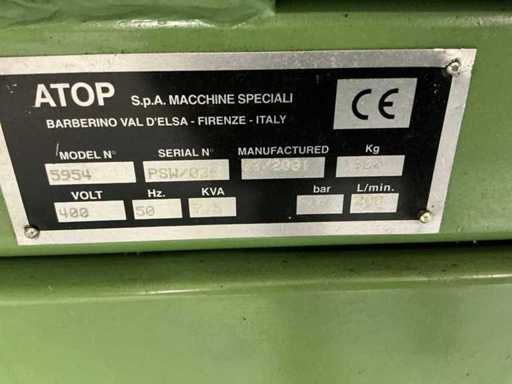 ATOP S.p.A. MACCHINE SPECIALI
BARBERINO VAL D'ELSA - FIRENZE - ITALY
CE
MODEL N° SERIAL N° MANUFACTURED Kg
5954
VOLT Hz. KVA bar L/min.
400 50 200